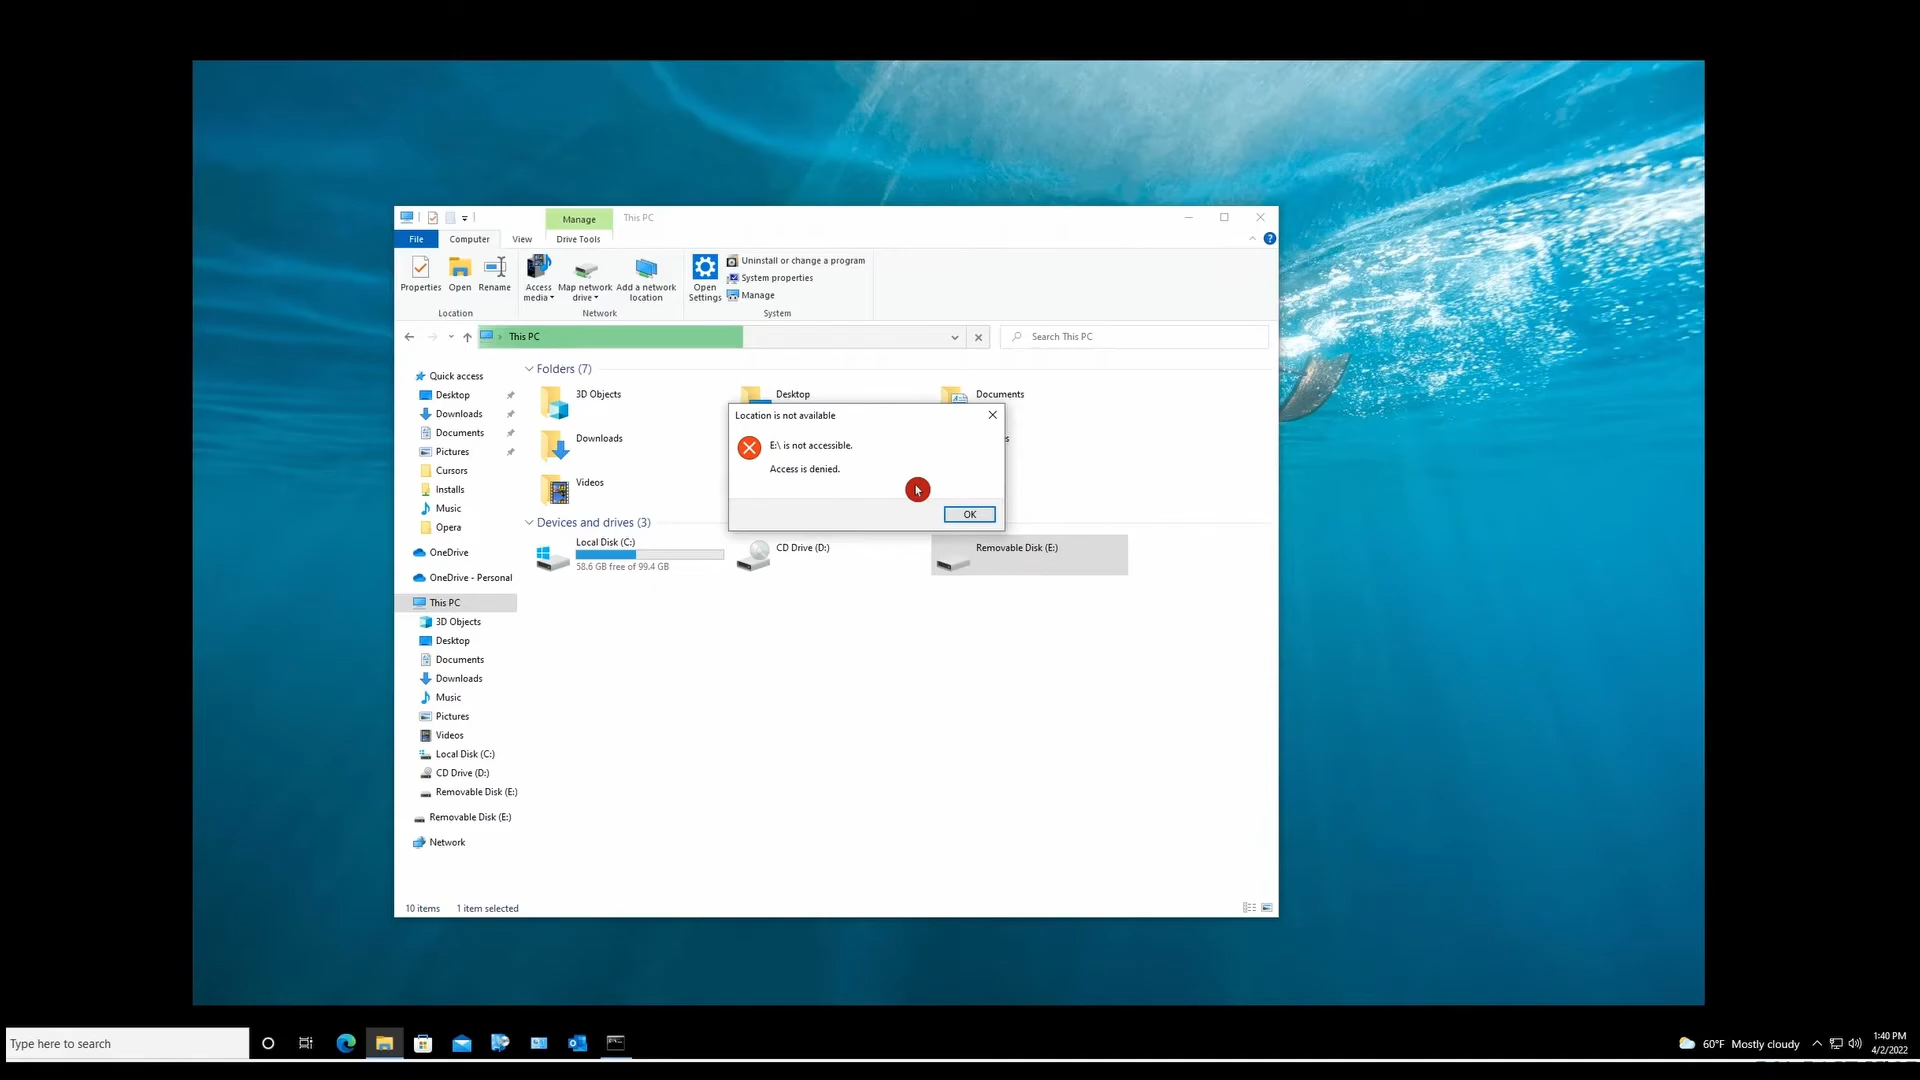 Manage
This PC
File
Computer
View
Drive Tools
Properties
Open
Rename
Access media
Map network drive
Add a network location
Open Settings
Uninstall or change a program
System properties
Manage
Location
Network
System
This PC
Search This PC
Quick access
Desktop
Downloads
Documents
Pictures
Cursors
Installs
Music
Opera
OneDrive
OneDrive - Personal
This PC
3D Objects
Desktop
Documents
Downloads
Music
Pictures
Videos
Local Disk (C:)
CD Drive (D:)
Removable Disk (E:)
Removable Disk (E:)
Network
Folders (7)
3D Objects
Desktop
Documents
Downloads
Videos
Location is not available
E:\ is not accessible.
Access is denied.
OK
Devices and drives (3)
Local Disk (C:)
58.6 GB free of 99.4 GB
CD Drive (D:)
Removable Disk (E:)
10 items
1 item selected
Type here to search
60°F Mostly cloudy
1:40 PM
4/2/2022